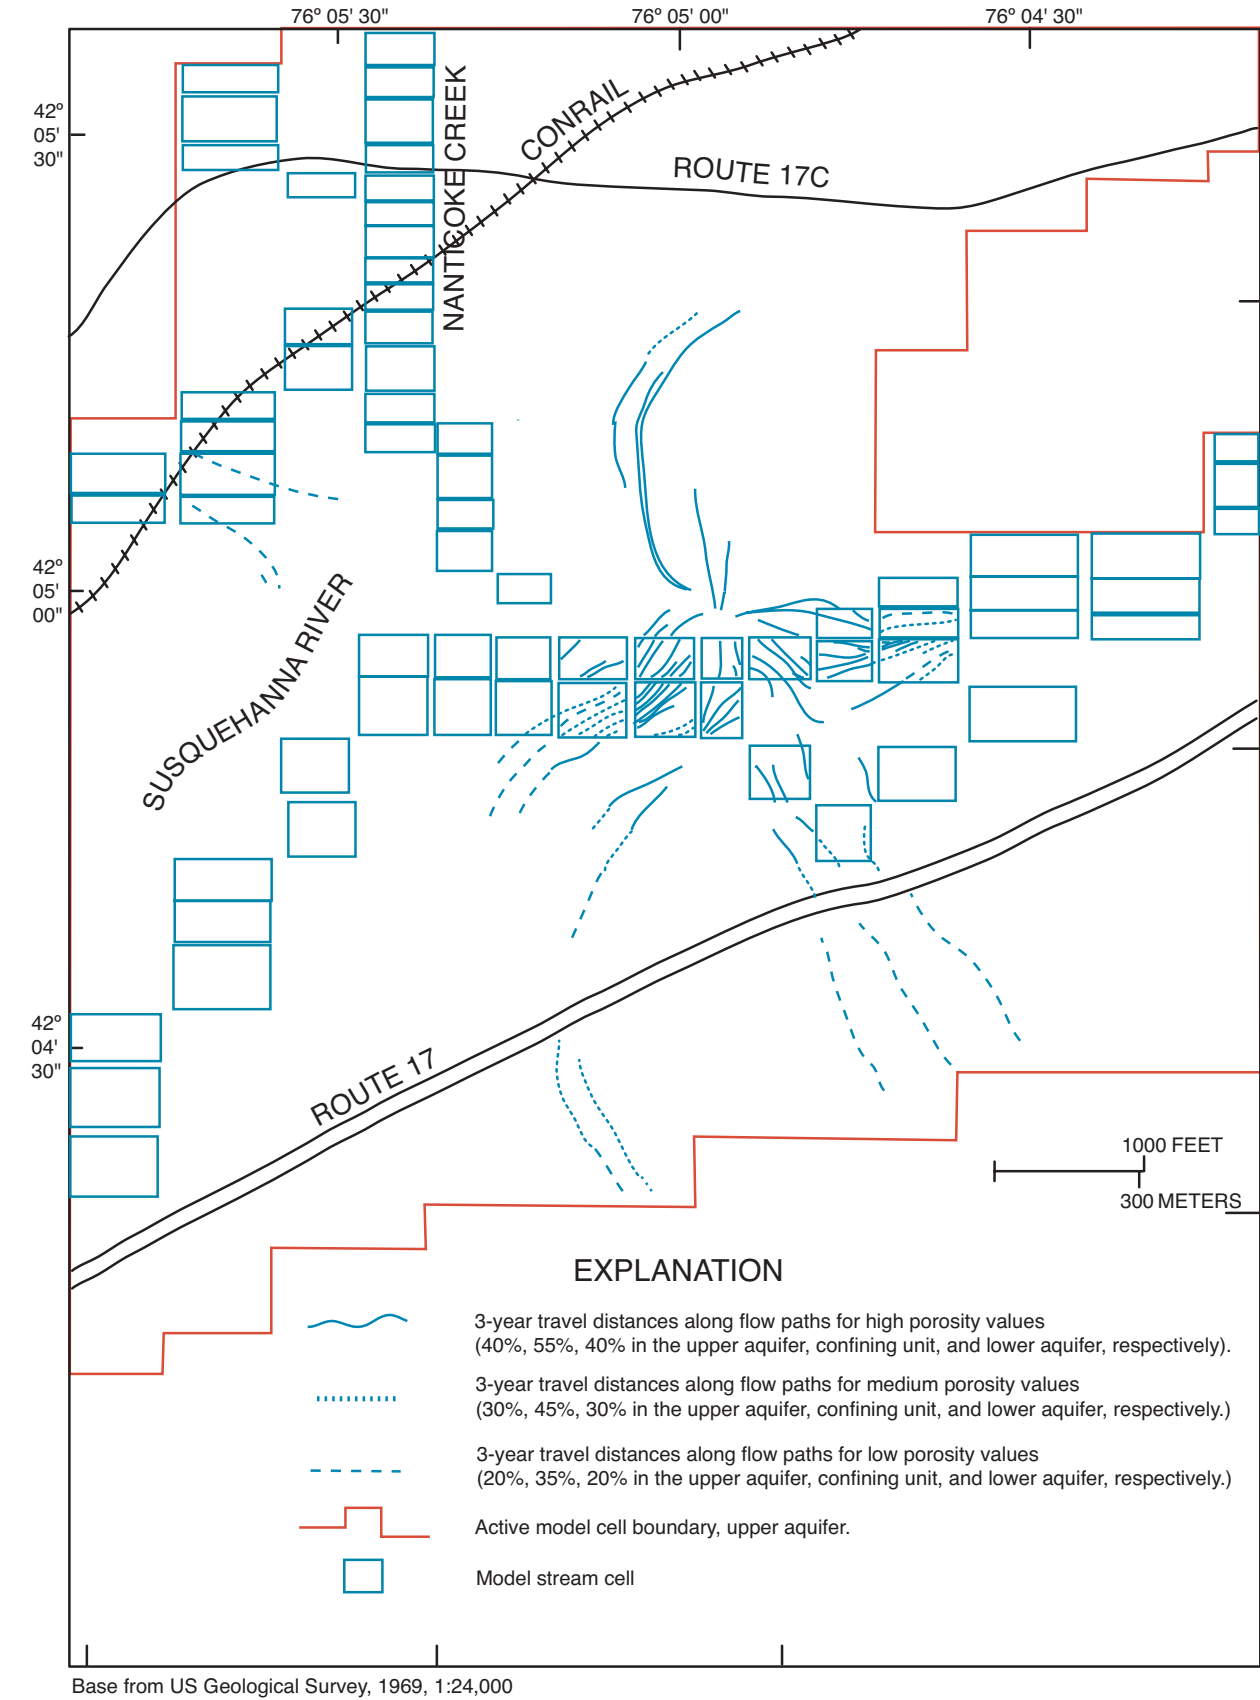 76º 05' 30"
76º 05' 00"
76º 04' 30"
42º
05'
30"
NANTICOKE CREEK
CONRAIL
ROUTE 17C
42º
05'
00"
SUSQUEHANNA RIVER
42º
04'
30"
ROUTE 17
1000 FEET
300 METERS
EXPLANATION
3-year travel distances along flow paths for high porosity values
(40%, 55%, 40% in the upper aquifer, confining unit, and lower aquifer, respectively).
3-year travel distances along flow paths for medium porosity values
(30%, 45%, 30% in the upper aquifer, confining unit, and lower aquifer, respectively.)
3-year travel distances along flow paths for low porosity values
(20%, 35%, 20% in the upper aquifer, confining unit, and lower aquifer, respectively.)
Active model cell boundary, upper aquifer.
Model stream cell
Base from US Geological Survey, 1969, 1:24,000